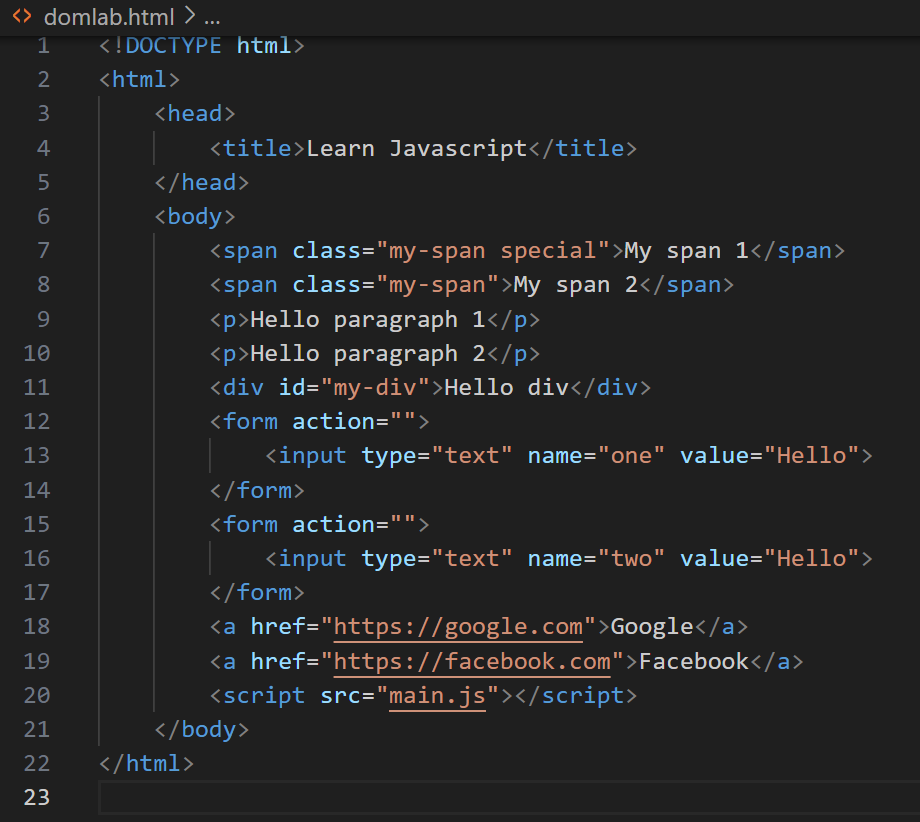 domlab.html > ...
1 <!DOCTYPE html>
2 <html>
3     <head>
4         <title>Learn Javascript</title>
5     </head>
6     <body>
7         <span class="my-span special">My span 1</span>
8         <span class="my-span">My span 2</span>
9         <p>Hello paragraph 1</p>
10         <p>Hello paragraph 2</p>
11         <div id="my-div">Hello div</div>
12         <form action="">
13             <input type="text" name="one" value="Hello">
14         </form>
15         <form action="">
16             <input type="text" name="two" value="Hello">
17         </form>
18         <a href="https://google.com">Google</a>
19         <a href="https://facebook.com">Facebook</a>
20         <script src="main.js"></script>
21     </body>
22 </html>
23